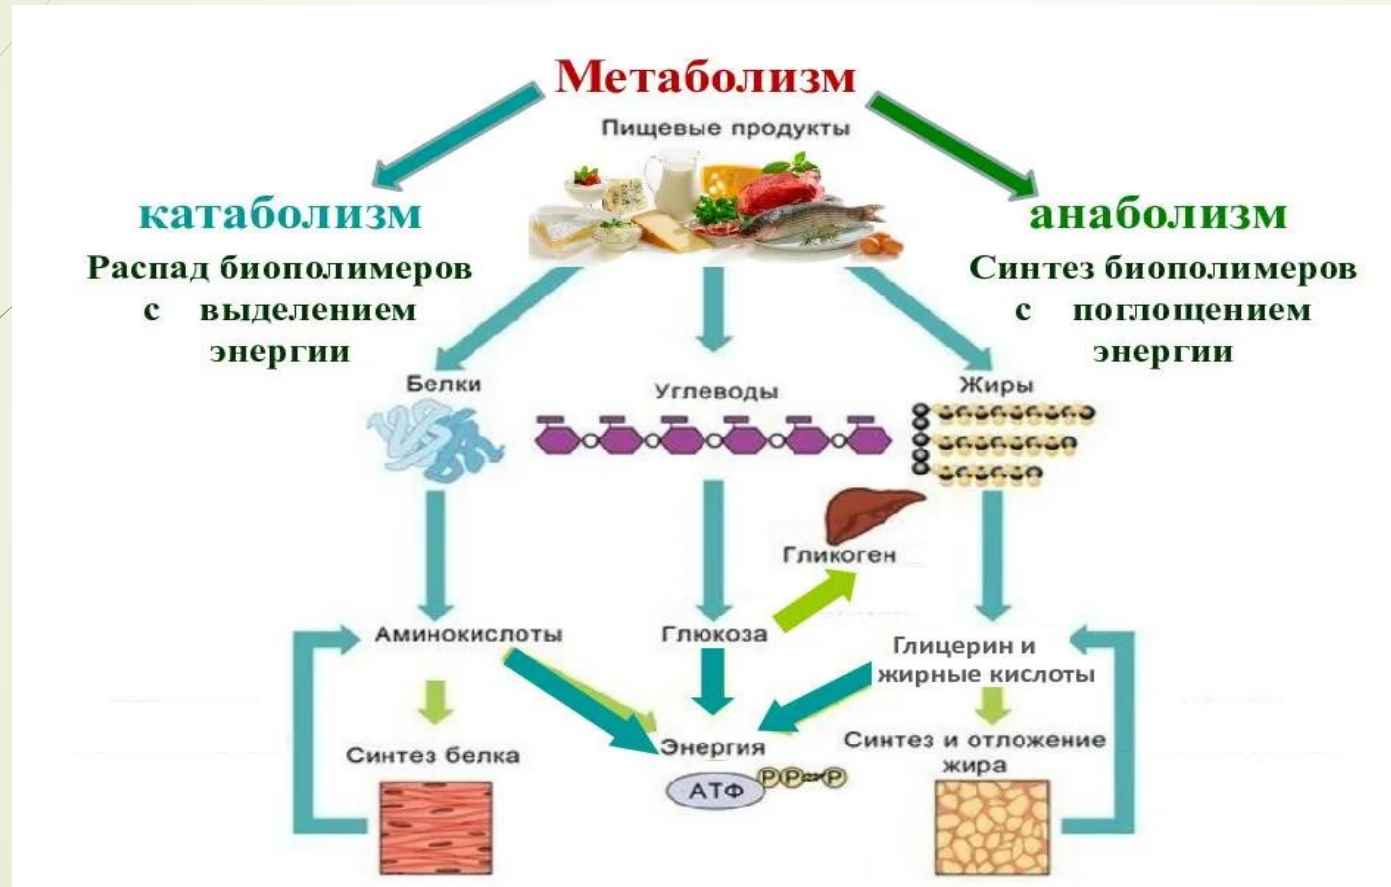 Метаболизм
Пищевые продукты
катаболизм
Распад биополимеров
с выделением
энергии
анаболизм
Синтез биополимеров
с поглощением
энергии
Белки
Углеводы
Жиры
Гликоген
Аминокислоты
Глюкоза
Глицерин и
жирные кислоты
Синтез белка
Энергия
АТФ
P P P
Синтез и отложение
жира